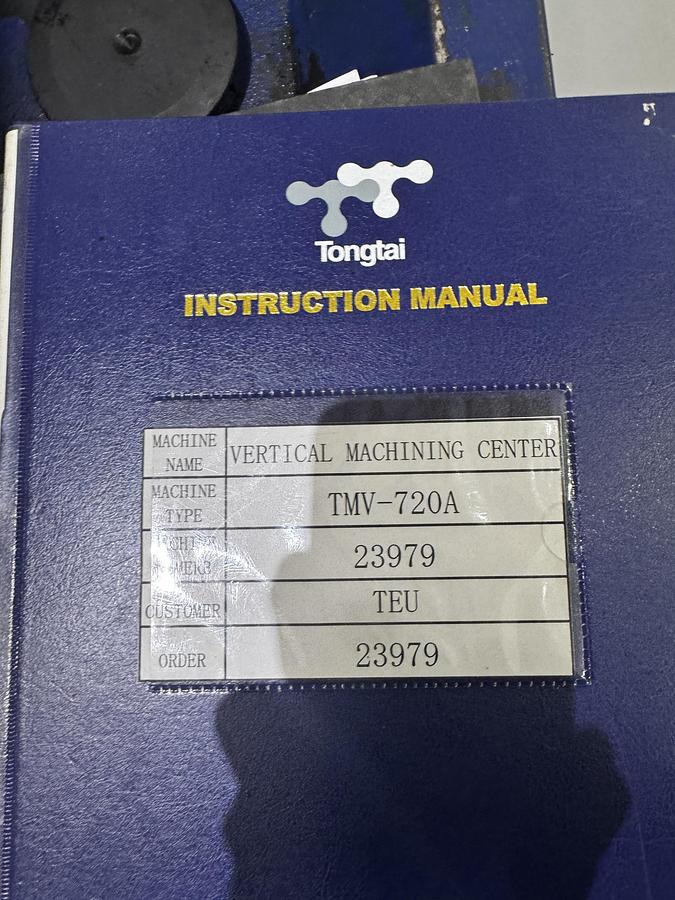 Tongtai
INSTRUCTION MANUAL
MACHINE NAME
VERTICAL MACHINING CENTER
MACHINE TYPE
TMV-720A
23979
CUSTOMER
TEU
ORDER
23979